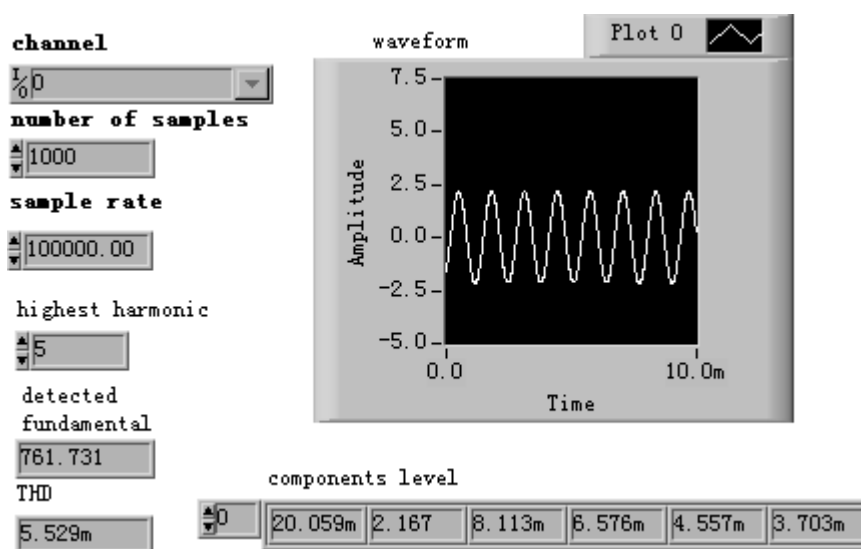 channel
I/O 0
number of samples
1000
sample rate
100000.00
highest harmonic
5
detected
fundamental
761.731
THD
5.529m
waveform
Plot 0
7.5
5.0
2.5
0.0
-2.5
-5.0
Amplitude
0.0
10.0m
Time
components level
0
20.059m
2.167
8.113m
6.576m
4.557m
3.703m